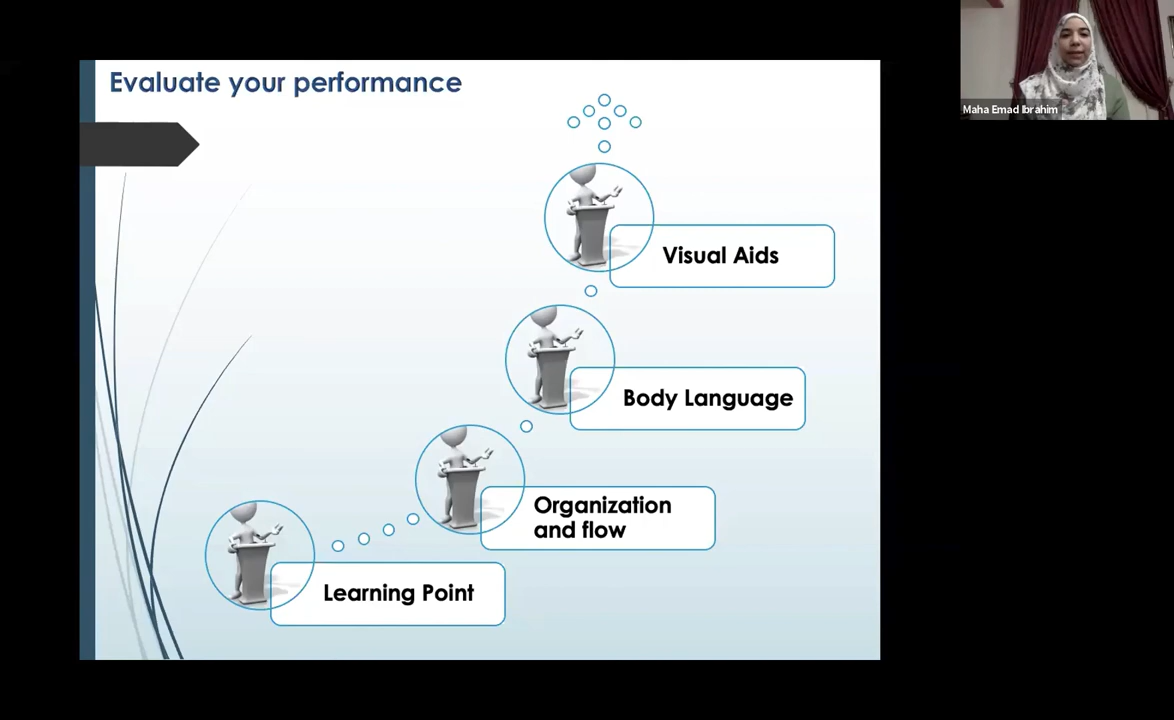 Evaluate your performance
Maha Emad Ibrahim
Visual Aids
Body Language
Organization
and flow
Learning Point